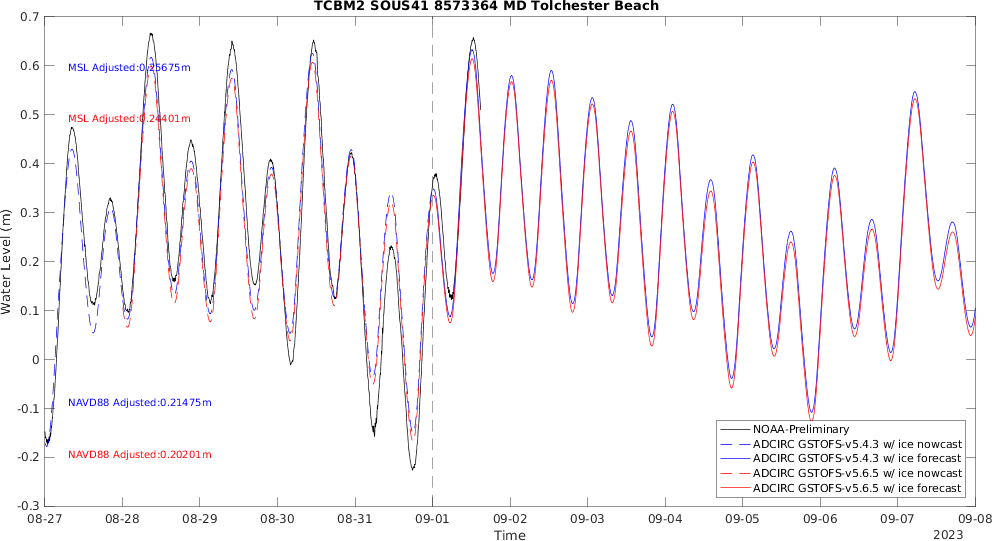 TCBM2 SOUS41 8573364 MD Tolchester Beach
0.7
0.6
0.5
0.4
0.3
0.2
0.1
0
-0.1
-0.2
-0.3
Water Level (m)
MSL Adjusted:0.25675m
MSL Adjusted:0.24401m
NAVD88 Adjusted:0.21475m
NAVD88 Adjusted:0.20201m
NOAA-Preliminary
ADCIRC GSTOFS-v5.4.3 w/ ice nowcast
ADCIRC GSTOFS-v5.4.3 w/ ice forecast
ADCIRC GSTOFS-v5.6.5 w/ ice nowcast
ADCIRC GSTOFS-v5.6.5 w/ ice forecast
08-27 08-28 08-29 08-30 08-31 09-01 09-02 09-03 09-04 09-05 09-06 09-07 09-08
Time
2023